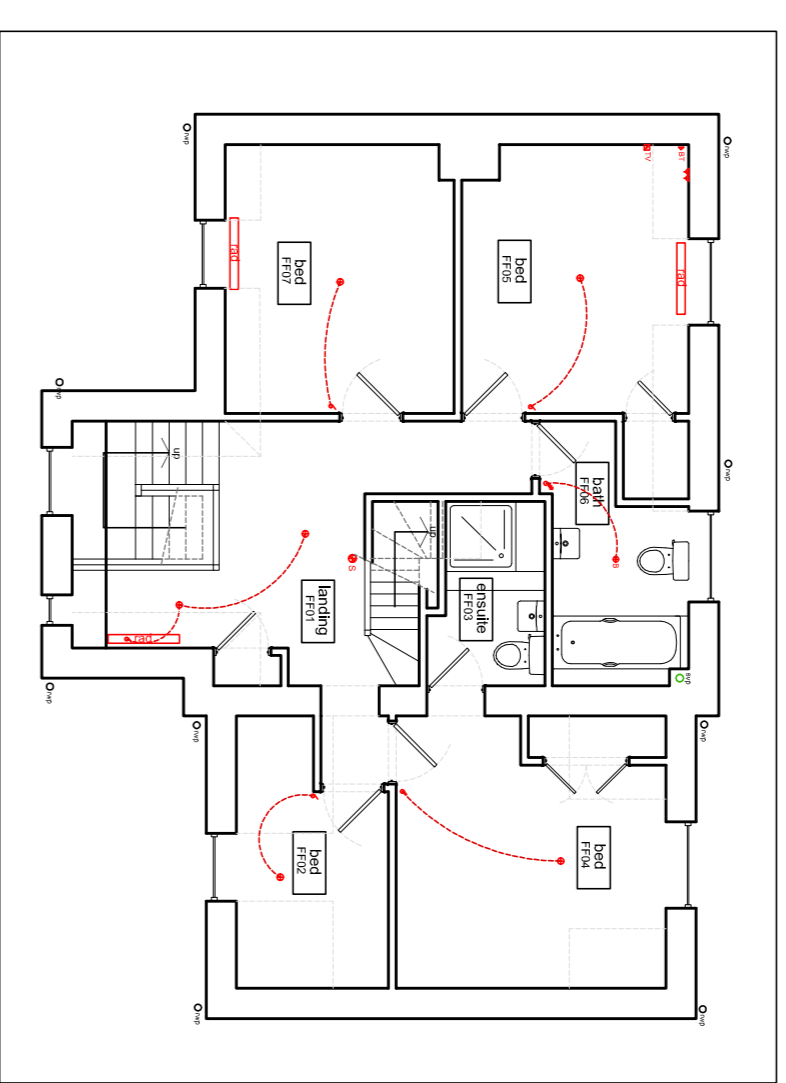 rwp
rwp
rwp
rwp
BT
TV
rad
svp
B
bath
FF06
bed
FF04
bed
FF05
ensuite
FF03
up
S
landing
FF01
bed
FF02
bed
FF07
rad
rwp
rwp
rwp
up
rad
rwp
rwp